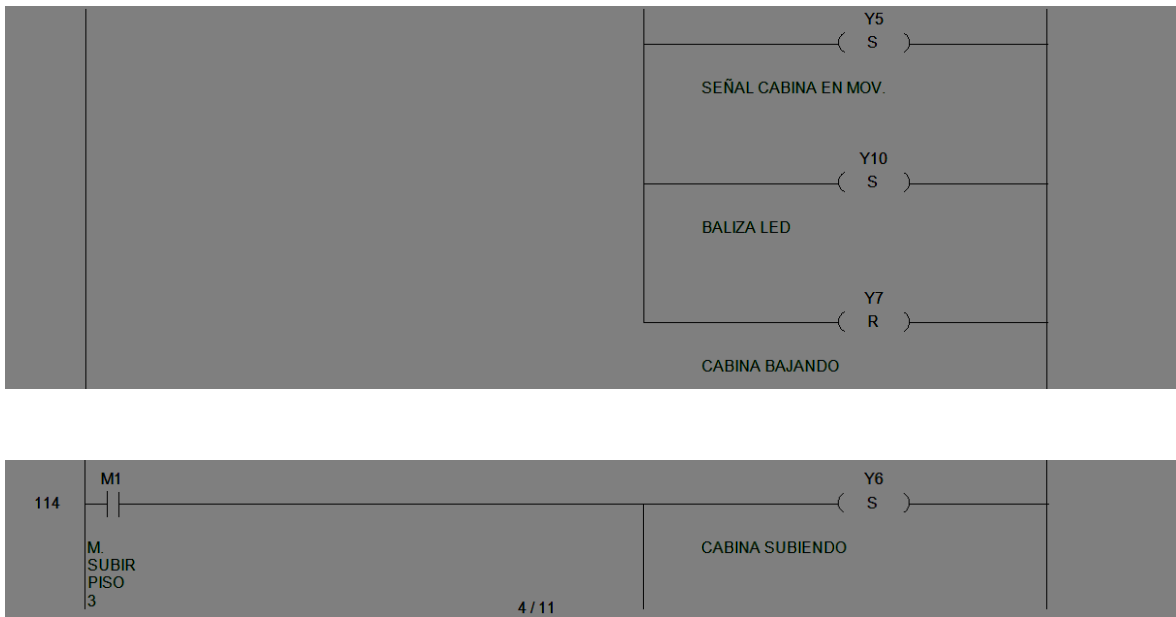 Y5
S
SEÑAL CABINA EN MOV.
Y10
S
BALIZA LED
Y7
R
CABINA BAJANDO
M1
Y6
114
S
M.
SUBIR
PISO
3
CABINA SUBIENDO
4 / 11